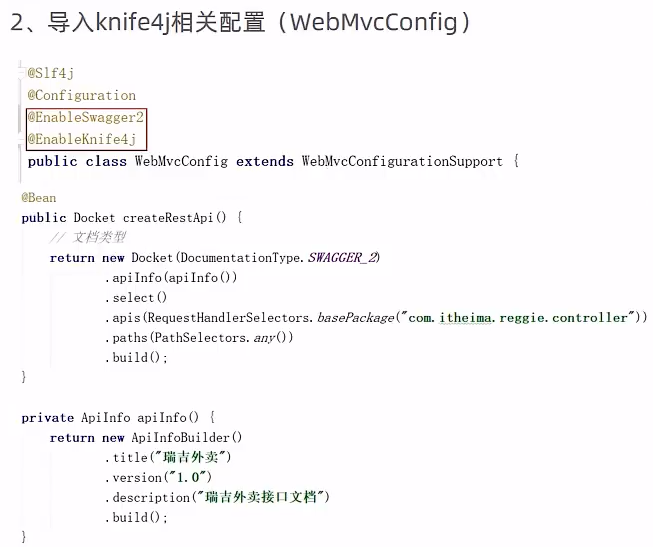 2、导入knife4j相关配置（WebMvcConfig）
@Slf4j
@Configuration
@EnableSwagger2
@EnableKnife4j
public class WebMvcConfig extends WebMvcConfigurationSupport {
@Bean
public Docket createRestApi() {
// 文档类型
return new Docket(DocumentationType.SWAGGER_2)
.apiInfo(apiInfo())
.select()
.apis(RequestHandlerSelectors.basePackage("com.itheima.reggie.controller"))
.paths(PathSelectors.any())
.build();
}
private ApiInfo apiInfo() {
return new ApiInfoBuilder()
.title("瑞吉外卖")
.version("1.0")
.description("瑞吉外卖接口文档")
.build();
}